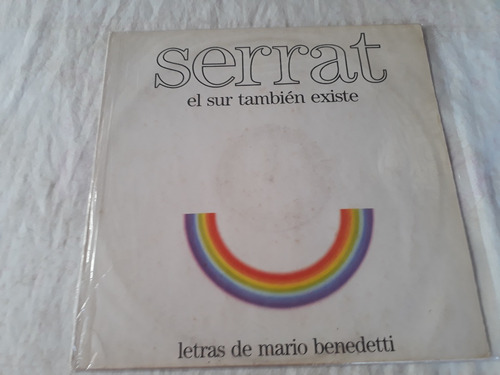 serrat
el sur también existe
letras de mario benedetti